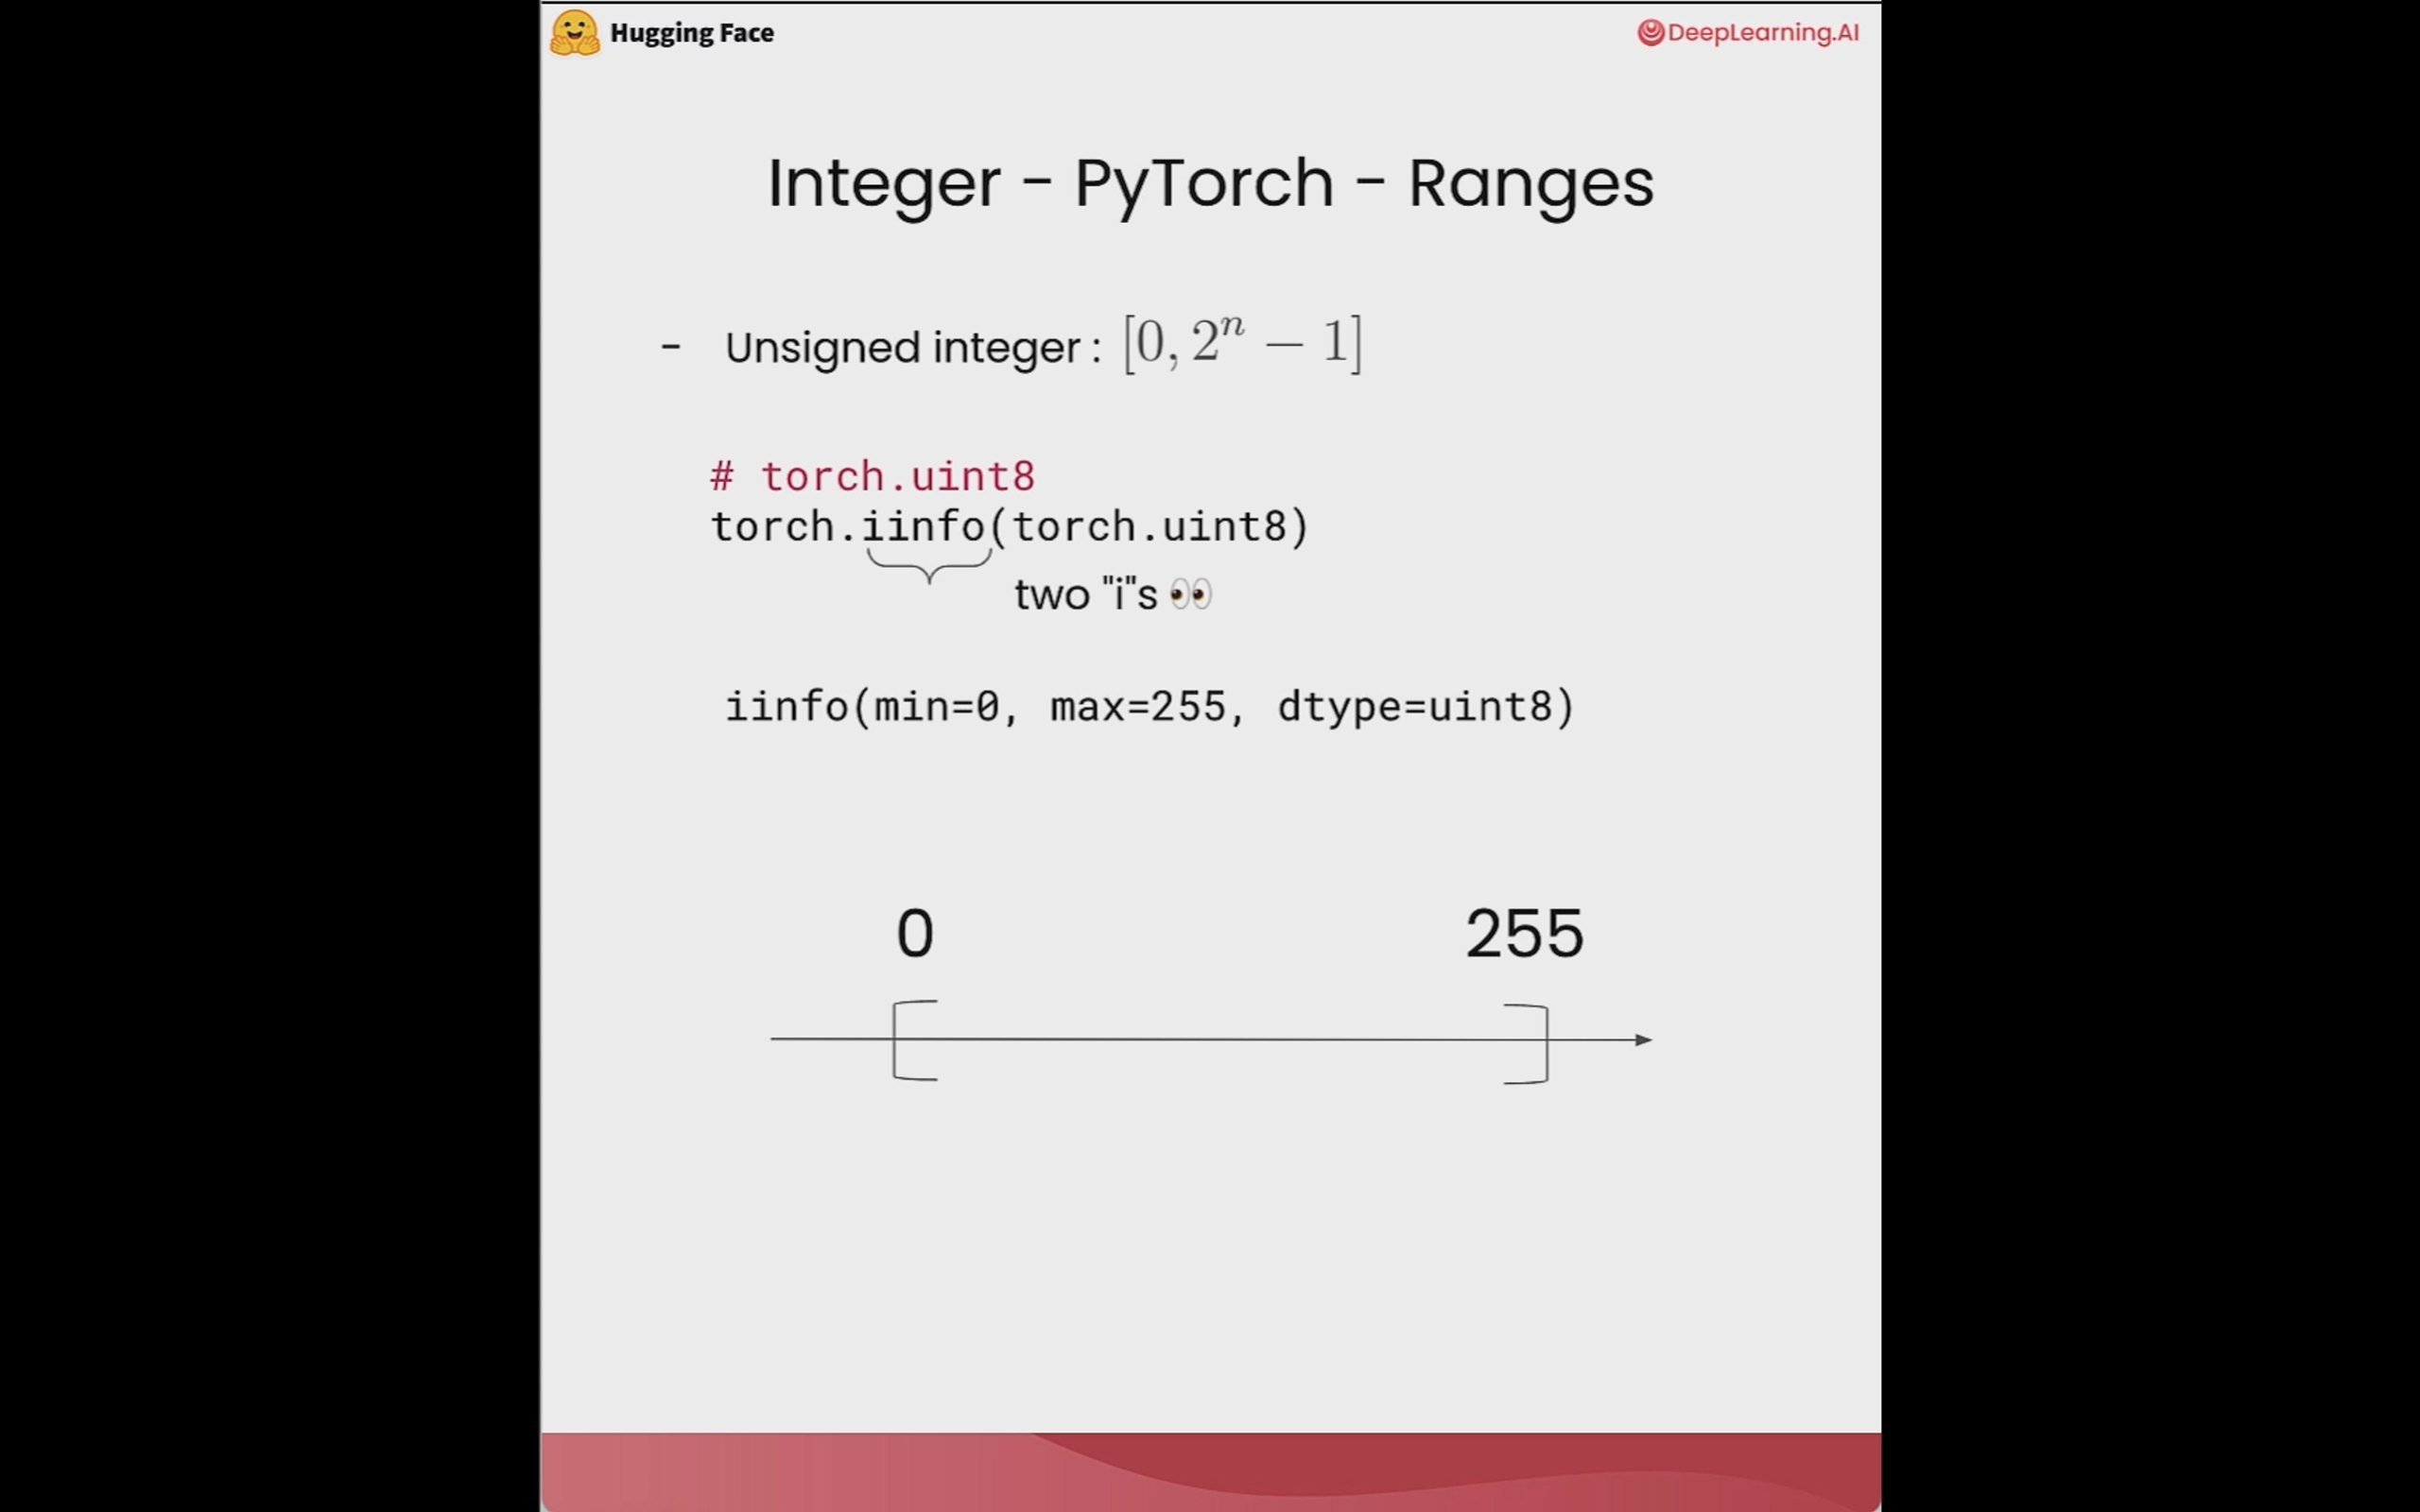 Hugging Face
DeepLearning.AI
Integer - PyTorch - Ranges
- Unsigned integer : [0, 2ⁿ − 1]
# torch.uint8
torch.iinfo(torch.uint8)
two "i"s 👀
iinfo(min=0, max=255, dtype=uint8)
0 255